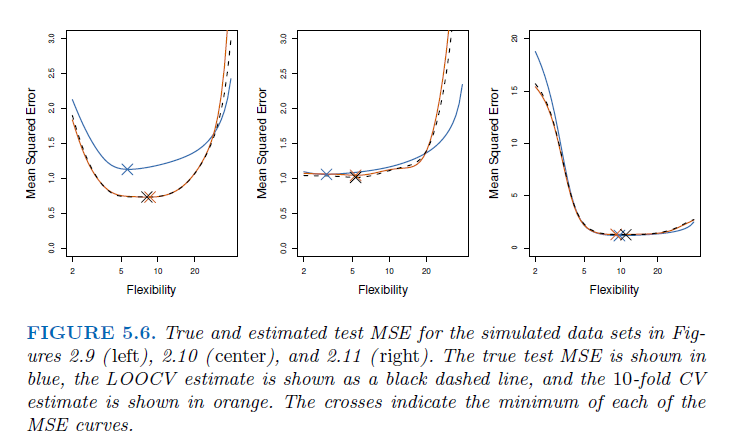 Mean Squared Error
0.0 0.5 1.0 1.5 2.0 2.5 3.0
2 5 10 20
Flexibility
Mean Squared Error
0.0 0.5 1.0 1.5 2.0 2.5 3.0
2 5 10 20
Flexibility
Mean Squared Error
0 5 10 15 20
2 5 10 20
Flexibility
FIGURE 5.6. True and estimated test MSE for the simulated data sets in Fig-
ures 2.9 (left), 2.10 (center), and 2.11 (right). The true test MSE is shown in
blue, the LOOCV estimate is shown as a black dashed line, and the 10-fold CV
estimate is shown in orange. The crosses indicate the minimum of each of the
MSE curves.